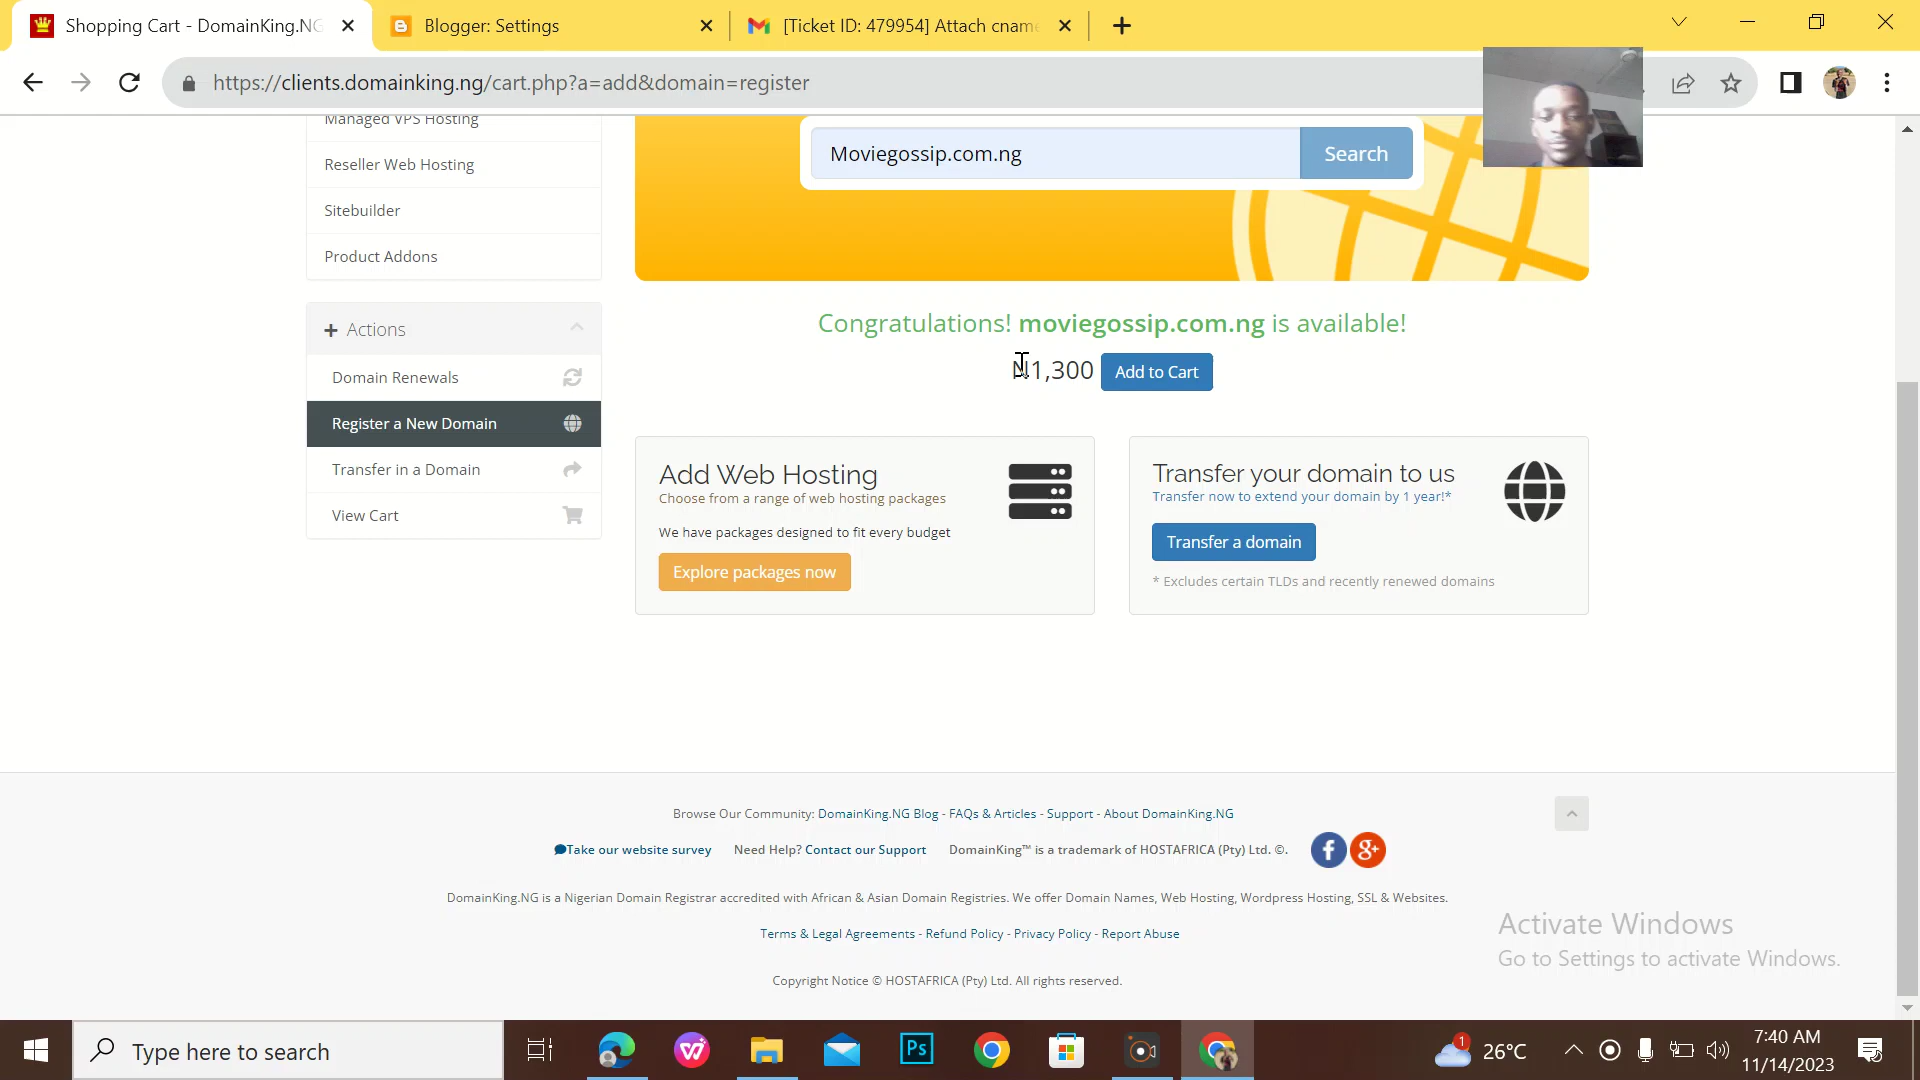 Shopping Cart - DomainKing.NG
Blogger: Settings
[Ticket ID: 479954] Attach cname
https://clients.domainking.ng/cart.php?a=add&domain=register
Managed VPS Hosting
Reseller Web Hosting
Sitebuilder
Product Addons
Actions
Domain Renewals
Register a New Domain
Transfer in a Domain
View Cart
Moviegossip.com.ng
Search
Congratulations! moviegossip.com.ng is available!
₦1,300 Add to Cart
Add Web Hosting
Choose from a range of web hosting packages
We have packages designed to fit every budget
Explore packages now
Transfer your domain to us
Transfer now to extend your domain by 1 year!*
Transfer a domain
* Excludes certain TLDs and recently renewed domains
Browse Our Community: DomainKing.NG Blog - FAQs & Articles - Support - About DomainKing.NG
Take our website survey Need Help? Contact our Support DomainKing™ is a trademark of HOSTAFRICA (Pty) Ltd. ©. f g+
DomainKing.NG is a Nigerian Domain Registrar accredited with African & Asian Domain Registries. We offer Domain Names, Web Hosting, Wordpress Hosting, SSL & Websites.
Terms & Legal Agreements - Refund Policy - Privacy Policy - Report Abuse
Copyright Notice © HOSTAFRICA (Pty) Ltd. All rights reserved.
Activate Windows
Go to Settings to activate Windows.
Type here to search
Ps
1
26°C
7:40 AM
11/14/2023